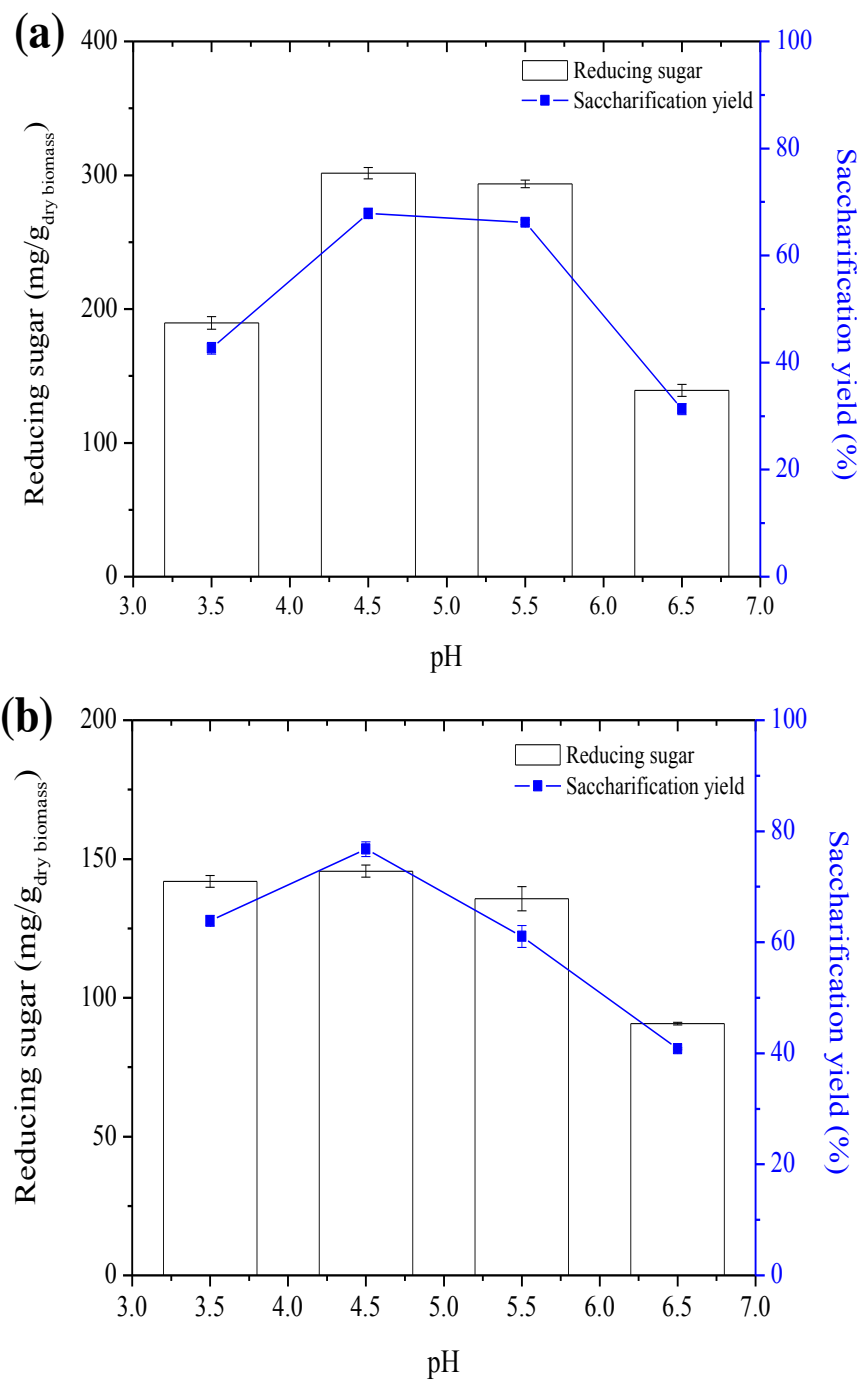 (a)
400
300
200
100
0
Reducing sugar (mg/g dry biomass)
Reducing sugar
Saccharification yield
100
80
60
40
20
0
Saccharification yield (%)
3.0 3.5 4.0 4.5 5.0 5.5 6.0 6.5 7.0
pH
(b)
200
150
100
50
0
Reducing sugar (mg/g dry biomass)
Reducing sugar
Saccharification yield
100
80
60
40
20
0
Saccharification yield (%)
3.0 3.5 4.0 4.5 5.0 5.5 6.0 6.5 7.0
pH